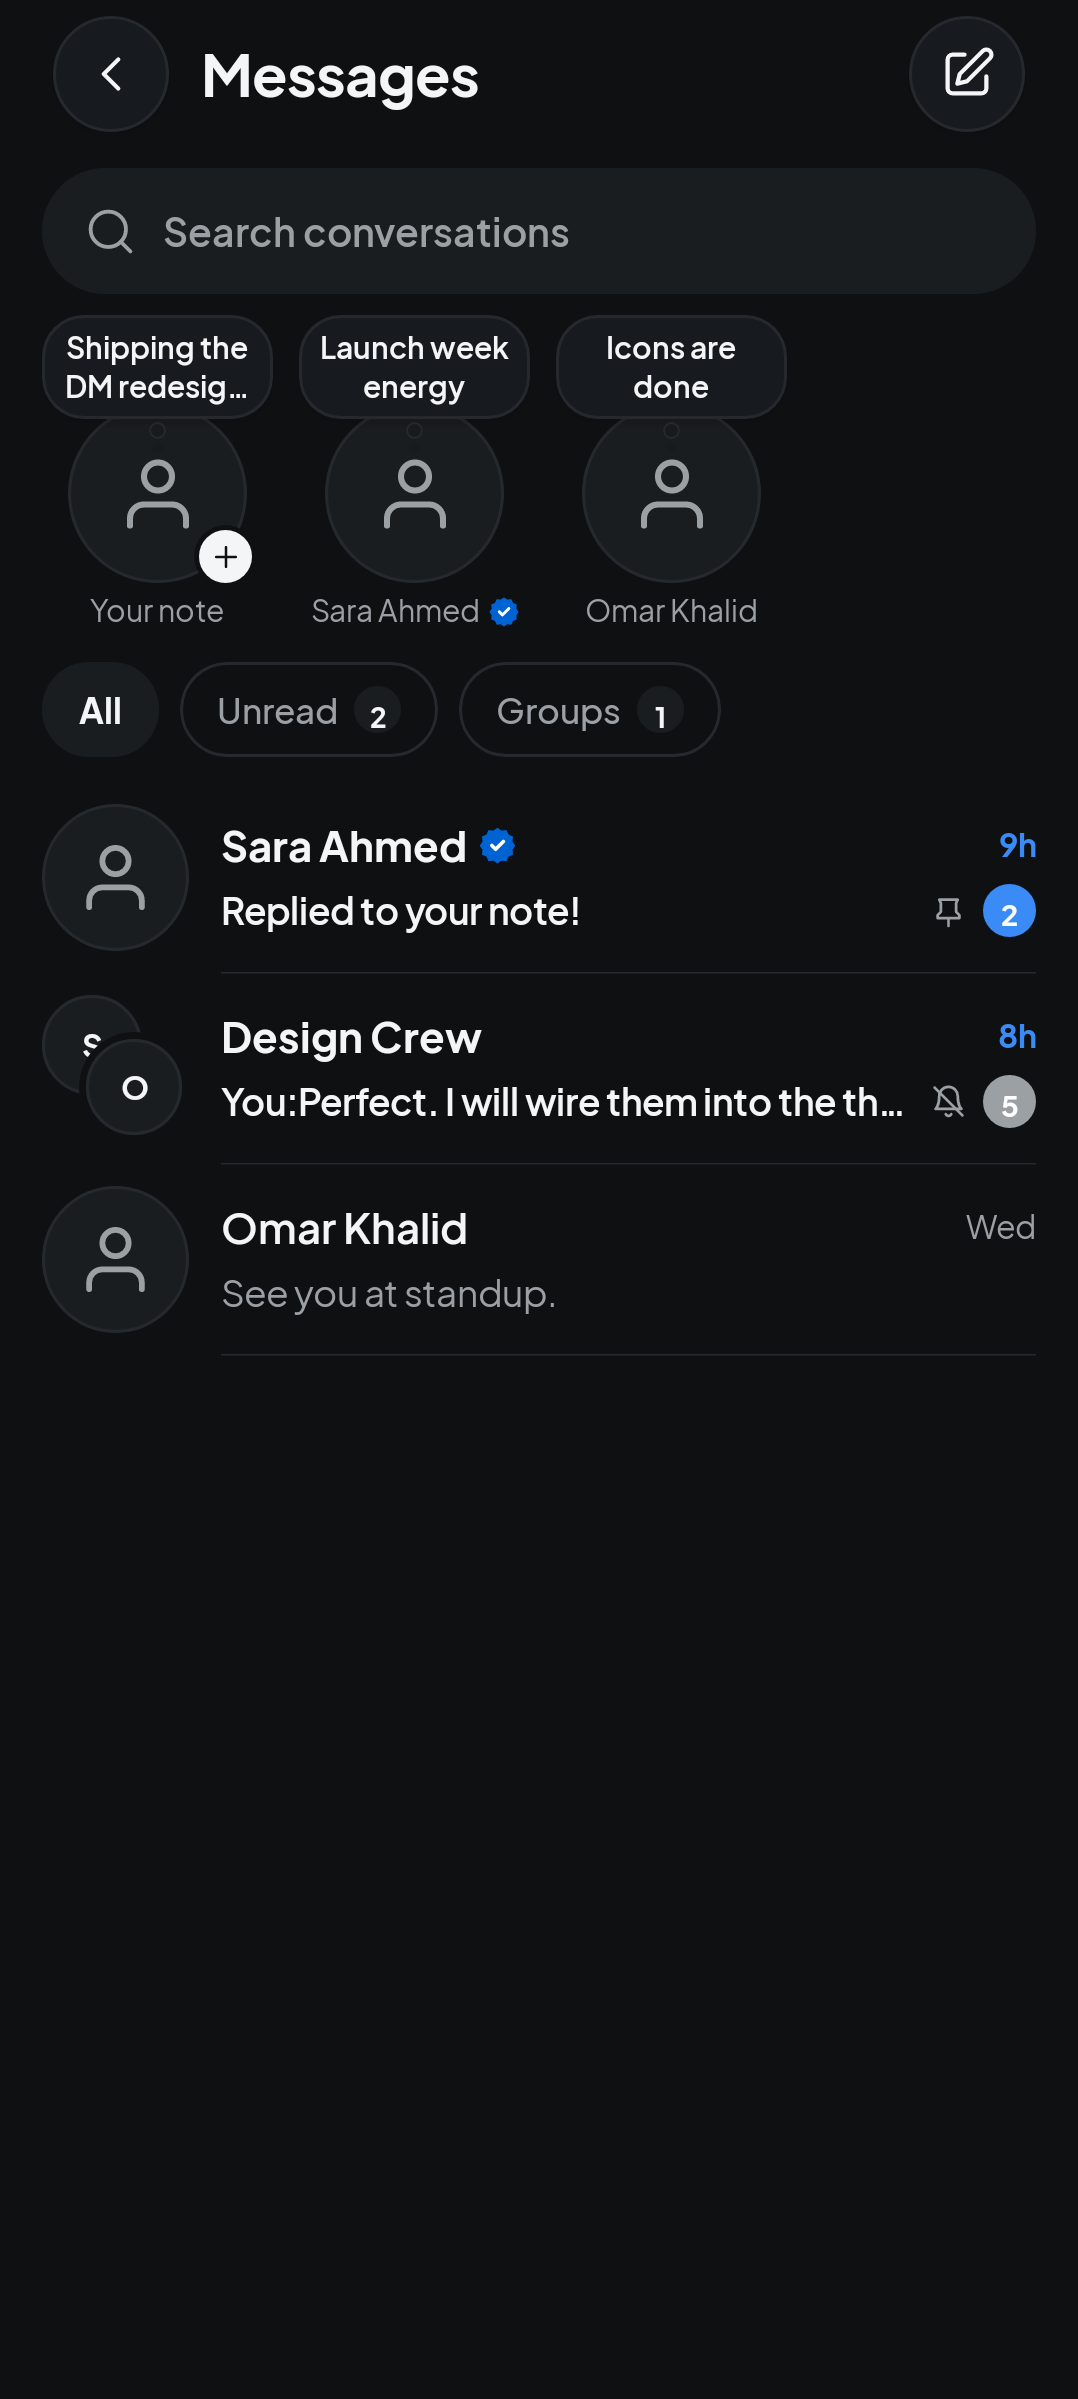 Messages
Search conversations
Shipping the
DM redesig...
Launch week
energy
Icons are
done
Your note
Sara Ahmed
Omar Khalid
All
Unread 2
Groups 1
Sara Ahmed
9h
Replied to your note!
2
S
O
Design Crew
8h
You:Perfect. I will wire them into the th...
5
Omar Khalid
Wed
See you at standup.